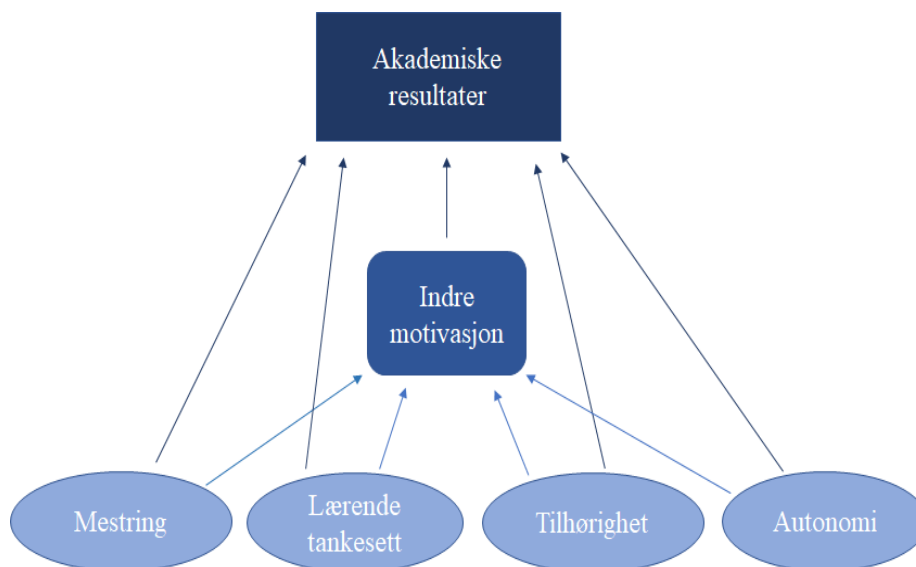 Akademiske
resultater
Indre
motivasjon
Mestring
Lærende
tankesett
Tilhørighet
Autonomi